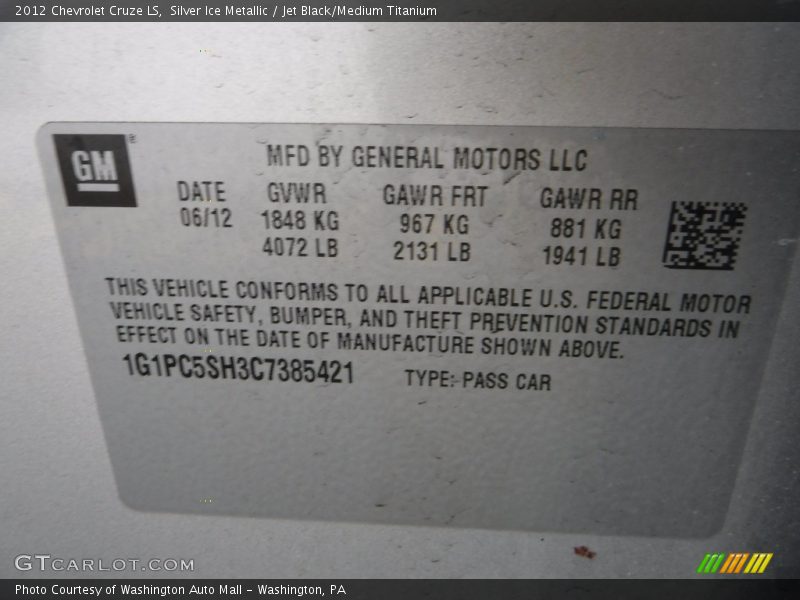 2012 Chevrolet Cruze LS, Silver Ice Metallic / Jet Black/Medium Titanium
GM ®
MFD BY GENERAL MOTORS LLC
DATE GVWR GAWR FRT GAWR RR
06/12 1848 KG 967 KG 881 KG
4072 LB 2131 LB 1941 LB
THIS VEHICLE CONFORMS TO ALL APPLICABLE U.S. FEDERAL MOTOR
VEHICLE SAFETY, BUMPER, AND THEFT PREVENTION STANDARDS IN
EFFECT ON THE DATE OF MANUFACTURE SHOWN ABOVE.
1G1PC5SH3C7385421 TYPE: PASS CAR
GTCARLOT.COM
Photo Courtesy of Washington Auto Mall – Washington, PA